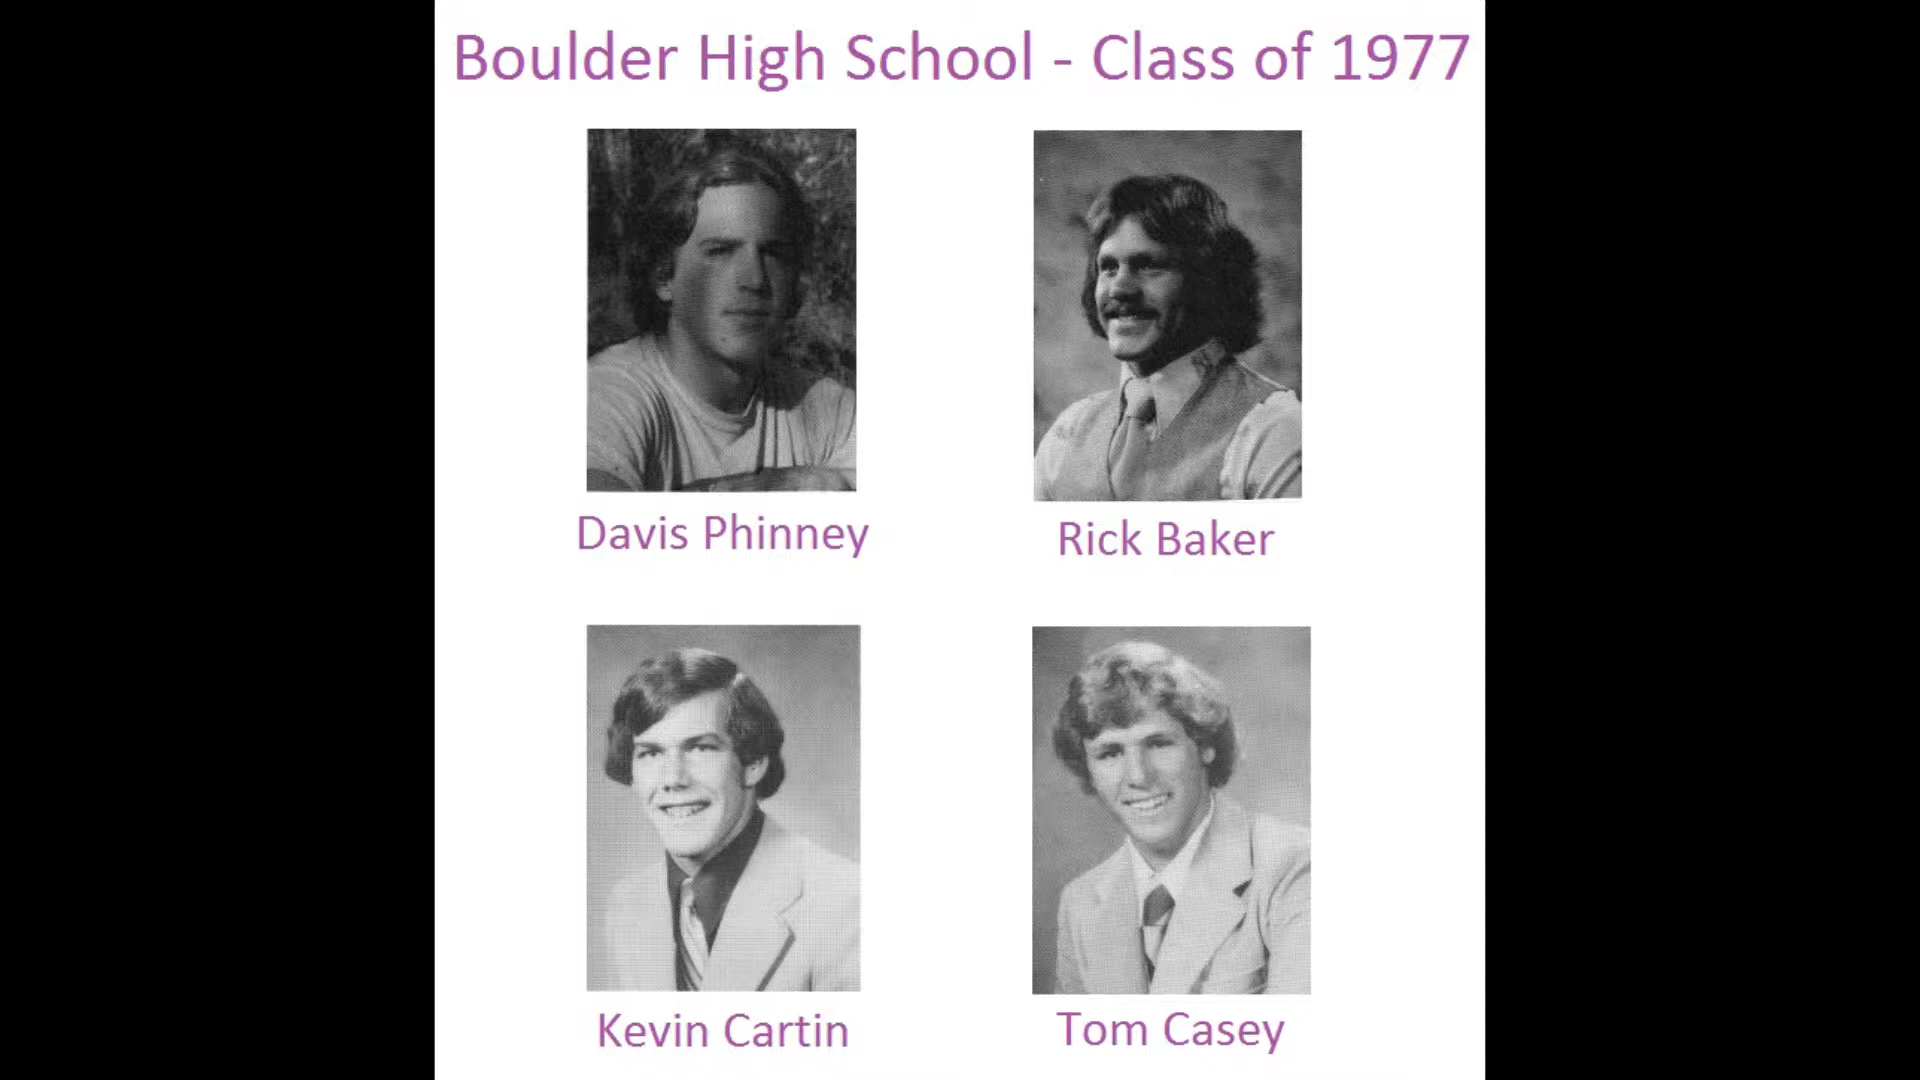 Boulder High School - Class of 1977
Davis Phinney
Rick Baker
Kevin Cartin
Tom Casey